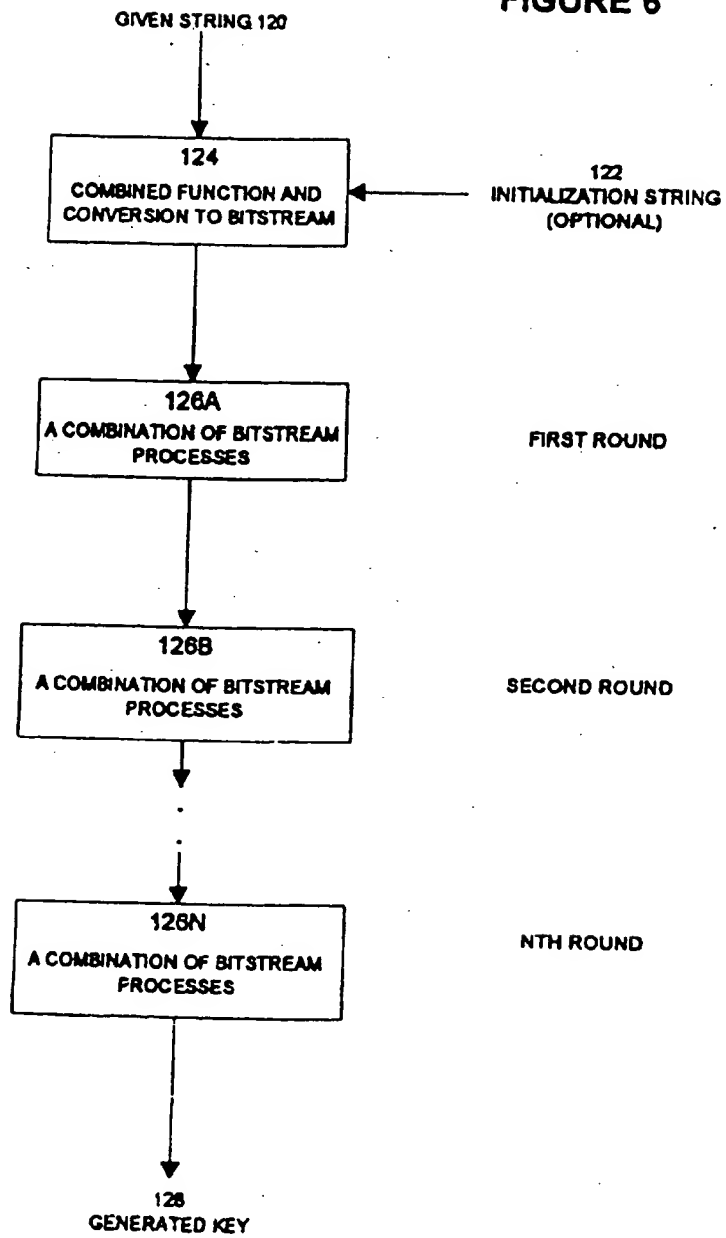 FIGURE 6
GIVEN STRING 120
124
COMBINED FUNCTION AND
CONVERSION TO BITSTREAM
122
INITIALIZATION STRING
(OPTIONAL)
126A
A COMBINATION OF BITSTREAM
PROCESSES
FIRST ROUND
126B
A COMBINATION OF BITSTREAM
PROCESSES
SECOND ROUND
126N
A COMBINATION OF BITSTREAM
PROCESSES
NTH ROUND
128
GENERATED KEY